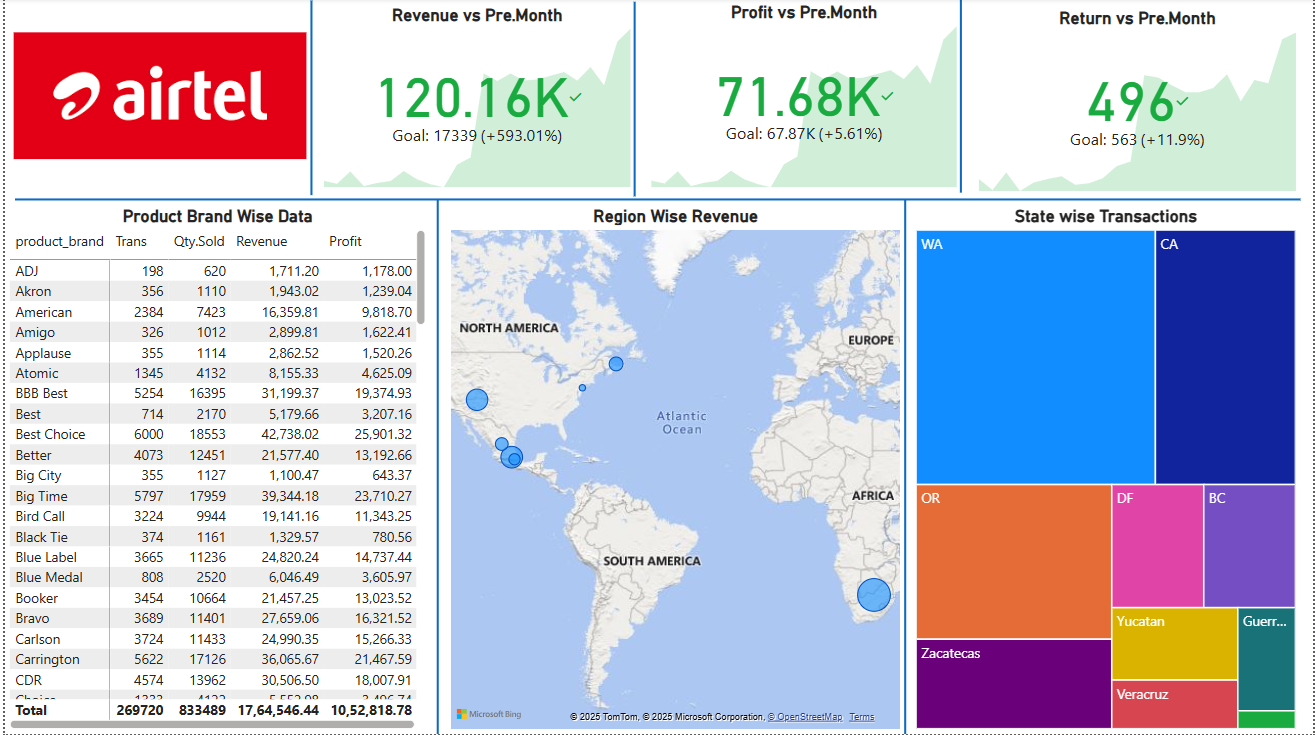 airtel
Revenue vs Pre.Month
120.16K
Goal: 17339 (+593.01%)
Profit vs Pre.Month
71.68K
Goal: 67.87K (+5.61%)
Return vs Pre.Month
496
Goal: 563 (+11.9%)
Product Brand Wise Data
product_brand Trans Qty.Sold Revenue Profit
ADJ 198 620 1,711.20 1,178.00
Akron 356 1110 1,943.02 1,239.04
American 2384 7423 16,359.81 9,818.70
Amigo 326 1012 2,899.81 1,622.41
Applause 355 1114 2,862.52 1,520.26
Atomic 1345 4132 8,155.33 4,625.09
BBB Best 5254 16395 31,199.37 19,374.93
Best 714 2170 5,179.66 3,207.16
Best Choice 6000 18553 42,738.02 25,901.32
Better 4073 12451 21,577.40 13,192.66
Big City 355 1127 1,100.47 643.37
Big Time 5797 17959 39,344.18 23,710.27
Bird Call 3224 9944 19,141.16 11,343.25
Black Tie 374 1161 1,329.57 780.56
Blue Label 3665 11236 24,820.24 14,737.44
Blue Medal 808 2520 6,046.49 3,605.97
Booker 3454 10664 21,457.25 13,023.52
Bravo 3689 11401 27,659.06 16,321.52
Carlson 3724 11433 24,990.35 15,266.33
Carrington 5622 17126 36,065.67 21,467.59
CDR 4574 13962 30,506.50 18,007.91
Total 269720 833489 17,64,546.44 10,52,818.78
Region Wise Revenue
NORTH AMERICA
EUROPE
Atlantic
Ocean
AFRICA
SOUTH AMERICA
Microsoft Bing
© 2025 TomTom, © 2025 Microsoft Corporation, © OpenStreetMap Terms
State wise Transactions
WA
CA
OR
DF
BC
Yucatan
Guerr...
Zacatecas
Veracruz